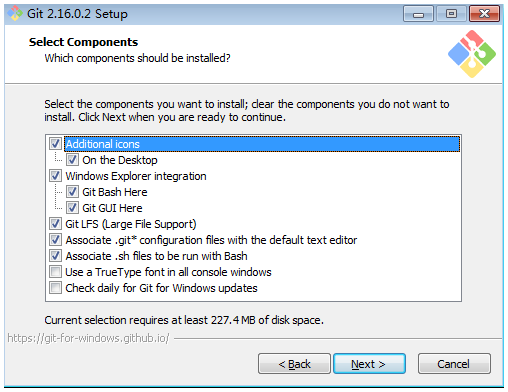 Git 2.16.0.2 Setup
Select Components
Which components should be installed?
Select the components you want to install; clear the components you do not want to
install. Click Next when you are ready to continue.
Additional icons
On the Desktop
Windows Explorer integration
Git Bash Here
Git GUI Here
Git LFS (Large File Support)
Associate .git* configuration files with the default text editor
Associate .sh files to be run with Bash
Use a TrueType font in all console windows
Check daily for Git for Windows updates
Current selection requires at least 227.4 MB of disk space.
https://git-for-windows.github.io/
< Back
Next >
Cancel